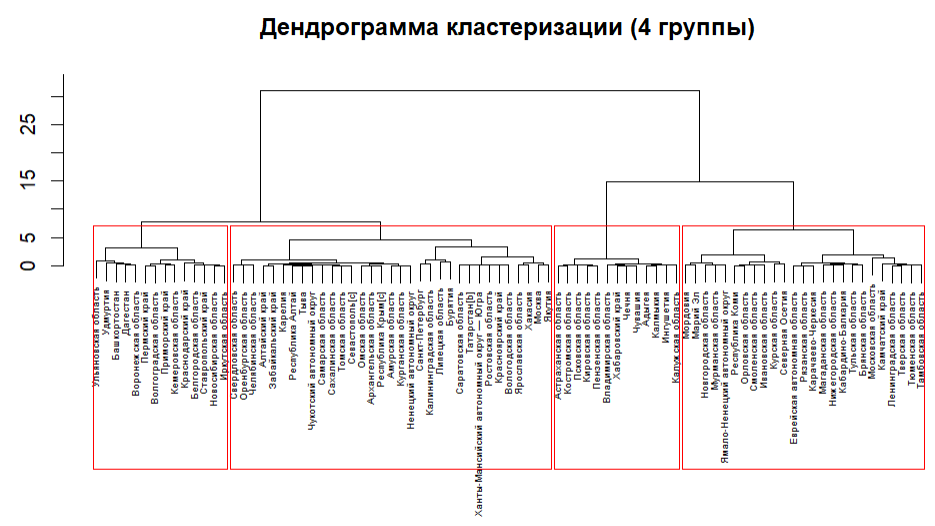 Дендрограмма кластеризации (4 группы)
25
15
5
0
Ульяновская область
Удмуртия
Башкортостан
Дагестан
Воронежская область
Пермский край
Волгоградская область
Приморский край
Кемеровская область
Краснодарский край
Белгородская область
Ставропольский край
Новосибирская область
Иркутская область
Свердловская область
Оренбургская область
Челябинская область
Алтайский край
Забайкальский край
Карелия
Республика Алтай
Тыва
Чукотский автономный округ
Самарская область
Сахалинская область
Томская область
Севастополь[c]
Омская область
Архангельская область
Республика Крым[c]
Амурская область
Курганская область
Ненецкий автономный округ
Санкт-Петербург
Калининградская область
Липецкая область
Бурятия
Саратовская область
Татарстан[b]
Ханты-Мансийский автономный округ — Югра
Ростовская область
Красноярский край
Вологодская область
Ярославская область
Хакасия
Москва
Якутия
Астраханская область
Костромская область
Псковская область
Кировская область
Пензенская область
Владимирская область
Хабаровский край
Чечня
Чувашия
Адыгея
Калмыкия
Ингушетия
Калужская область
Мордовия
Марий Эл
Новгородская область
Мурманская область
Ямало-Ненецкий автономный округ
Республика Коми
Орловская область
Смоленская область
Ивановская область
Курская область
Северная Осетия
Еврейская автономная область
Рязанская область
Карачаево-Черкесия
Магаданская область
Нижегородская область
Кабардино-Балкария
Тульская область
Брянская область
Московская область
Камчатский край
Ленинградская область
Тверская область
Тюменская область
Тамбовская область